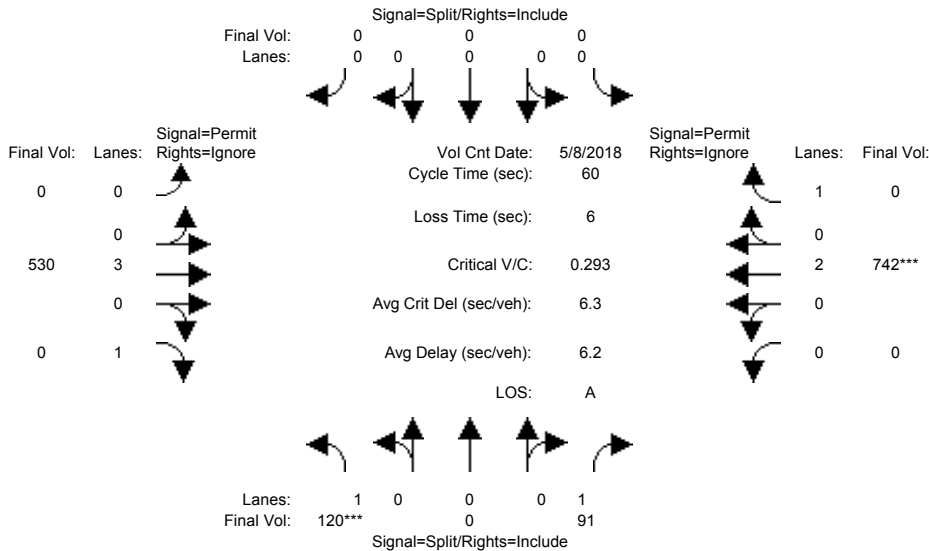 Signal=Split/Rights=Include
Final Vol: 0 0 0
Lanes: 0 0 0 0 0
Signal=Permit Signal=Permit
Final Vol: Lanes: Rights=Ignore Vol Cnt Date: 5/8/2018 Rights=Ignore Lanes: Final Vol:
Cycle Time (sec): 60
0 0 1 0
Loss Time (sec): 6
0 0
530 3 Critical V/C: 0.293 2 742***
0 Avg Crit Del (sec/veh): 6.3 0
0 1 Avg Delay (sec/veh): 6.2 0 0
LOS: A
Lanes: 1 0 0 0 1
Final Vol: 120*** 0 91
Signal=Split/Rights=Include